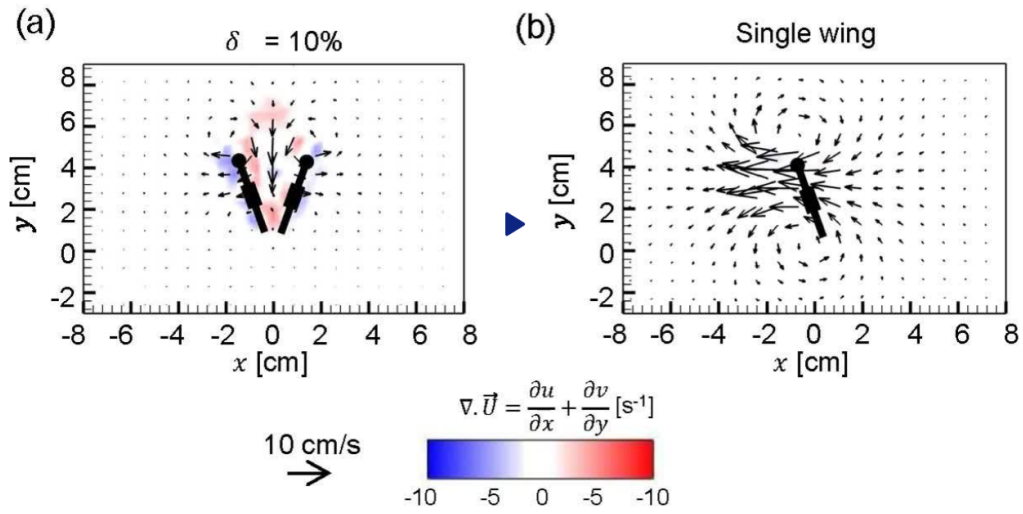 (a)
δ = 10%
8
6
4
2
0
-2
y [cm]
-8 -6 -4 -2 0 2 4 6 8
x [cm]
(b)
Single wing
8
6
4
2
0
-2
y [cm]
-8 -6 -4 -2 0 2 4 6 8
x [cm]
∇. U⃗ = ∂u/∂x + ∂v/∂y [s⁻¹]
10 cm/s
-10 -5 0 -5 -10